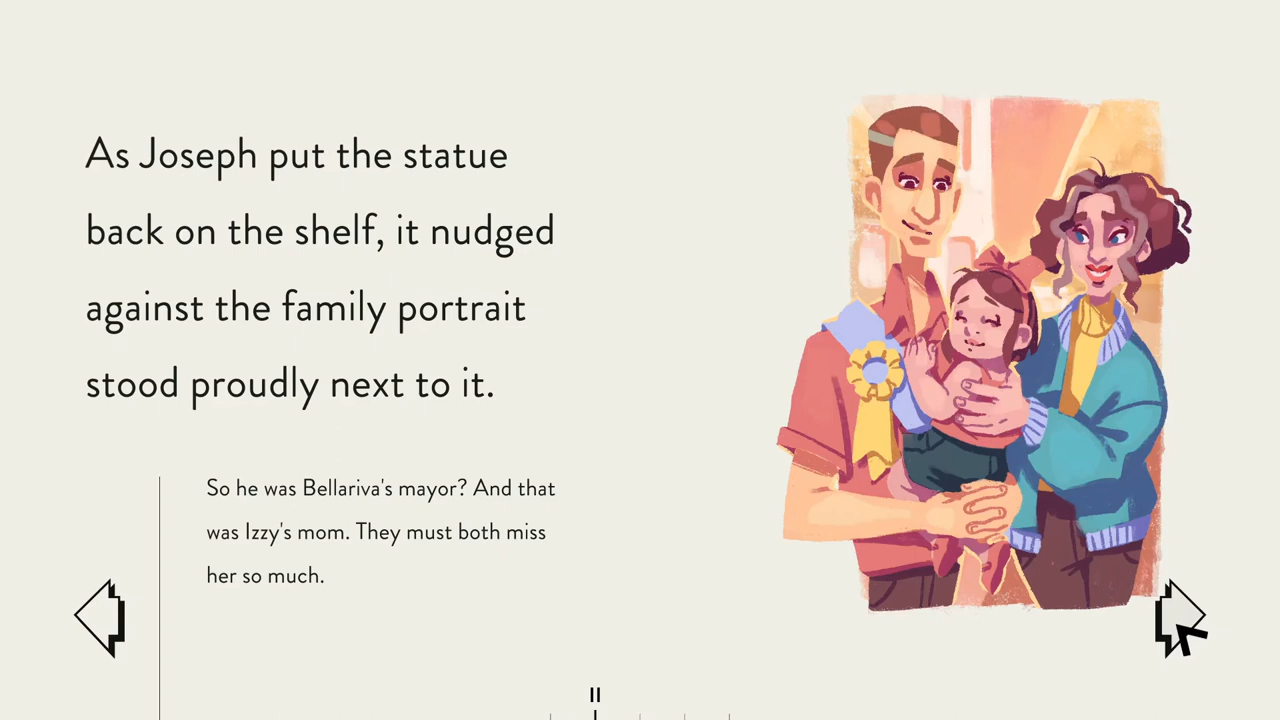 As Joseph put the statue
back on the shelf, it nudged
against the family portrait
stood proudly next to it.
So he was Bellariva's mayor? And that
was Izzy's mom. They must both miss
her so much.
II